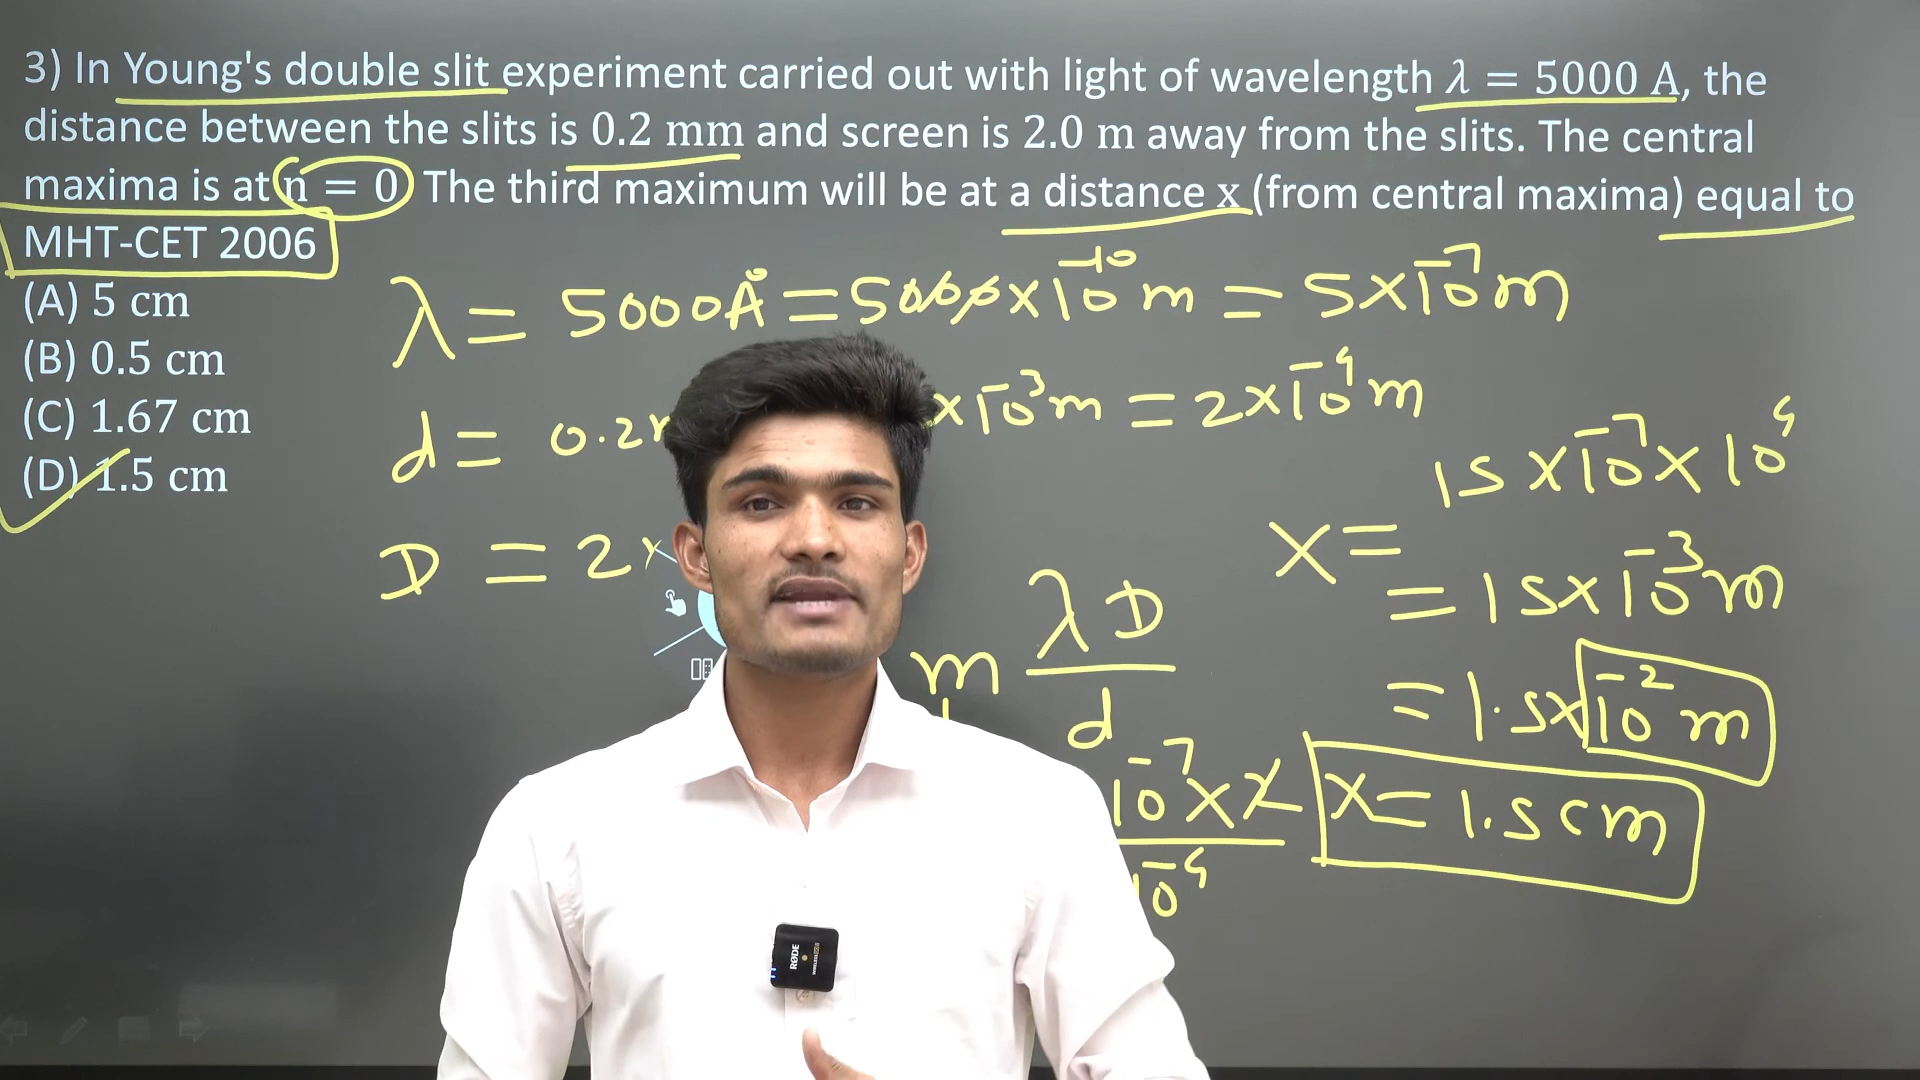 3) In Young's double slit experiment carried out with light of wavelength λ = 5000 A, the
distance between the slits is 0.2 mm and screen is 2.0 m away from the slits. The central
maxima is at n = 0 The third maximum will be at a distance x (from central maxima) equal to
MHT-CET 2006
(A) 5 cm
(B) 0.5 cm
(C) 1.67 cm
(D) 1.5 cm
λ = 5000Å = 5000×10⁻¹⁰ m = 5×10⁻⁷ m
d = 0.2 ×10⁻³ m = 2×10⁻⁴ m
D = 2
m λD
d
10⁻⁷ × 2
10⁻⁴
x = 15×10⁻⁷×10⁴
= 15×10⁻³ m
= 1.5×10⁻² m
x = 1.5 cm
RØDE